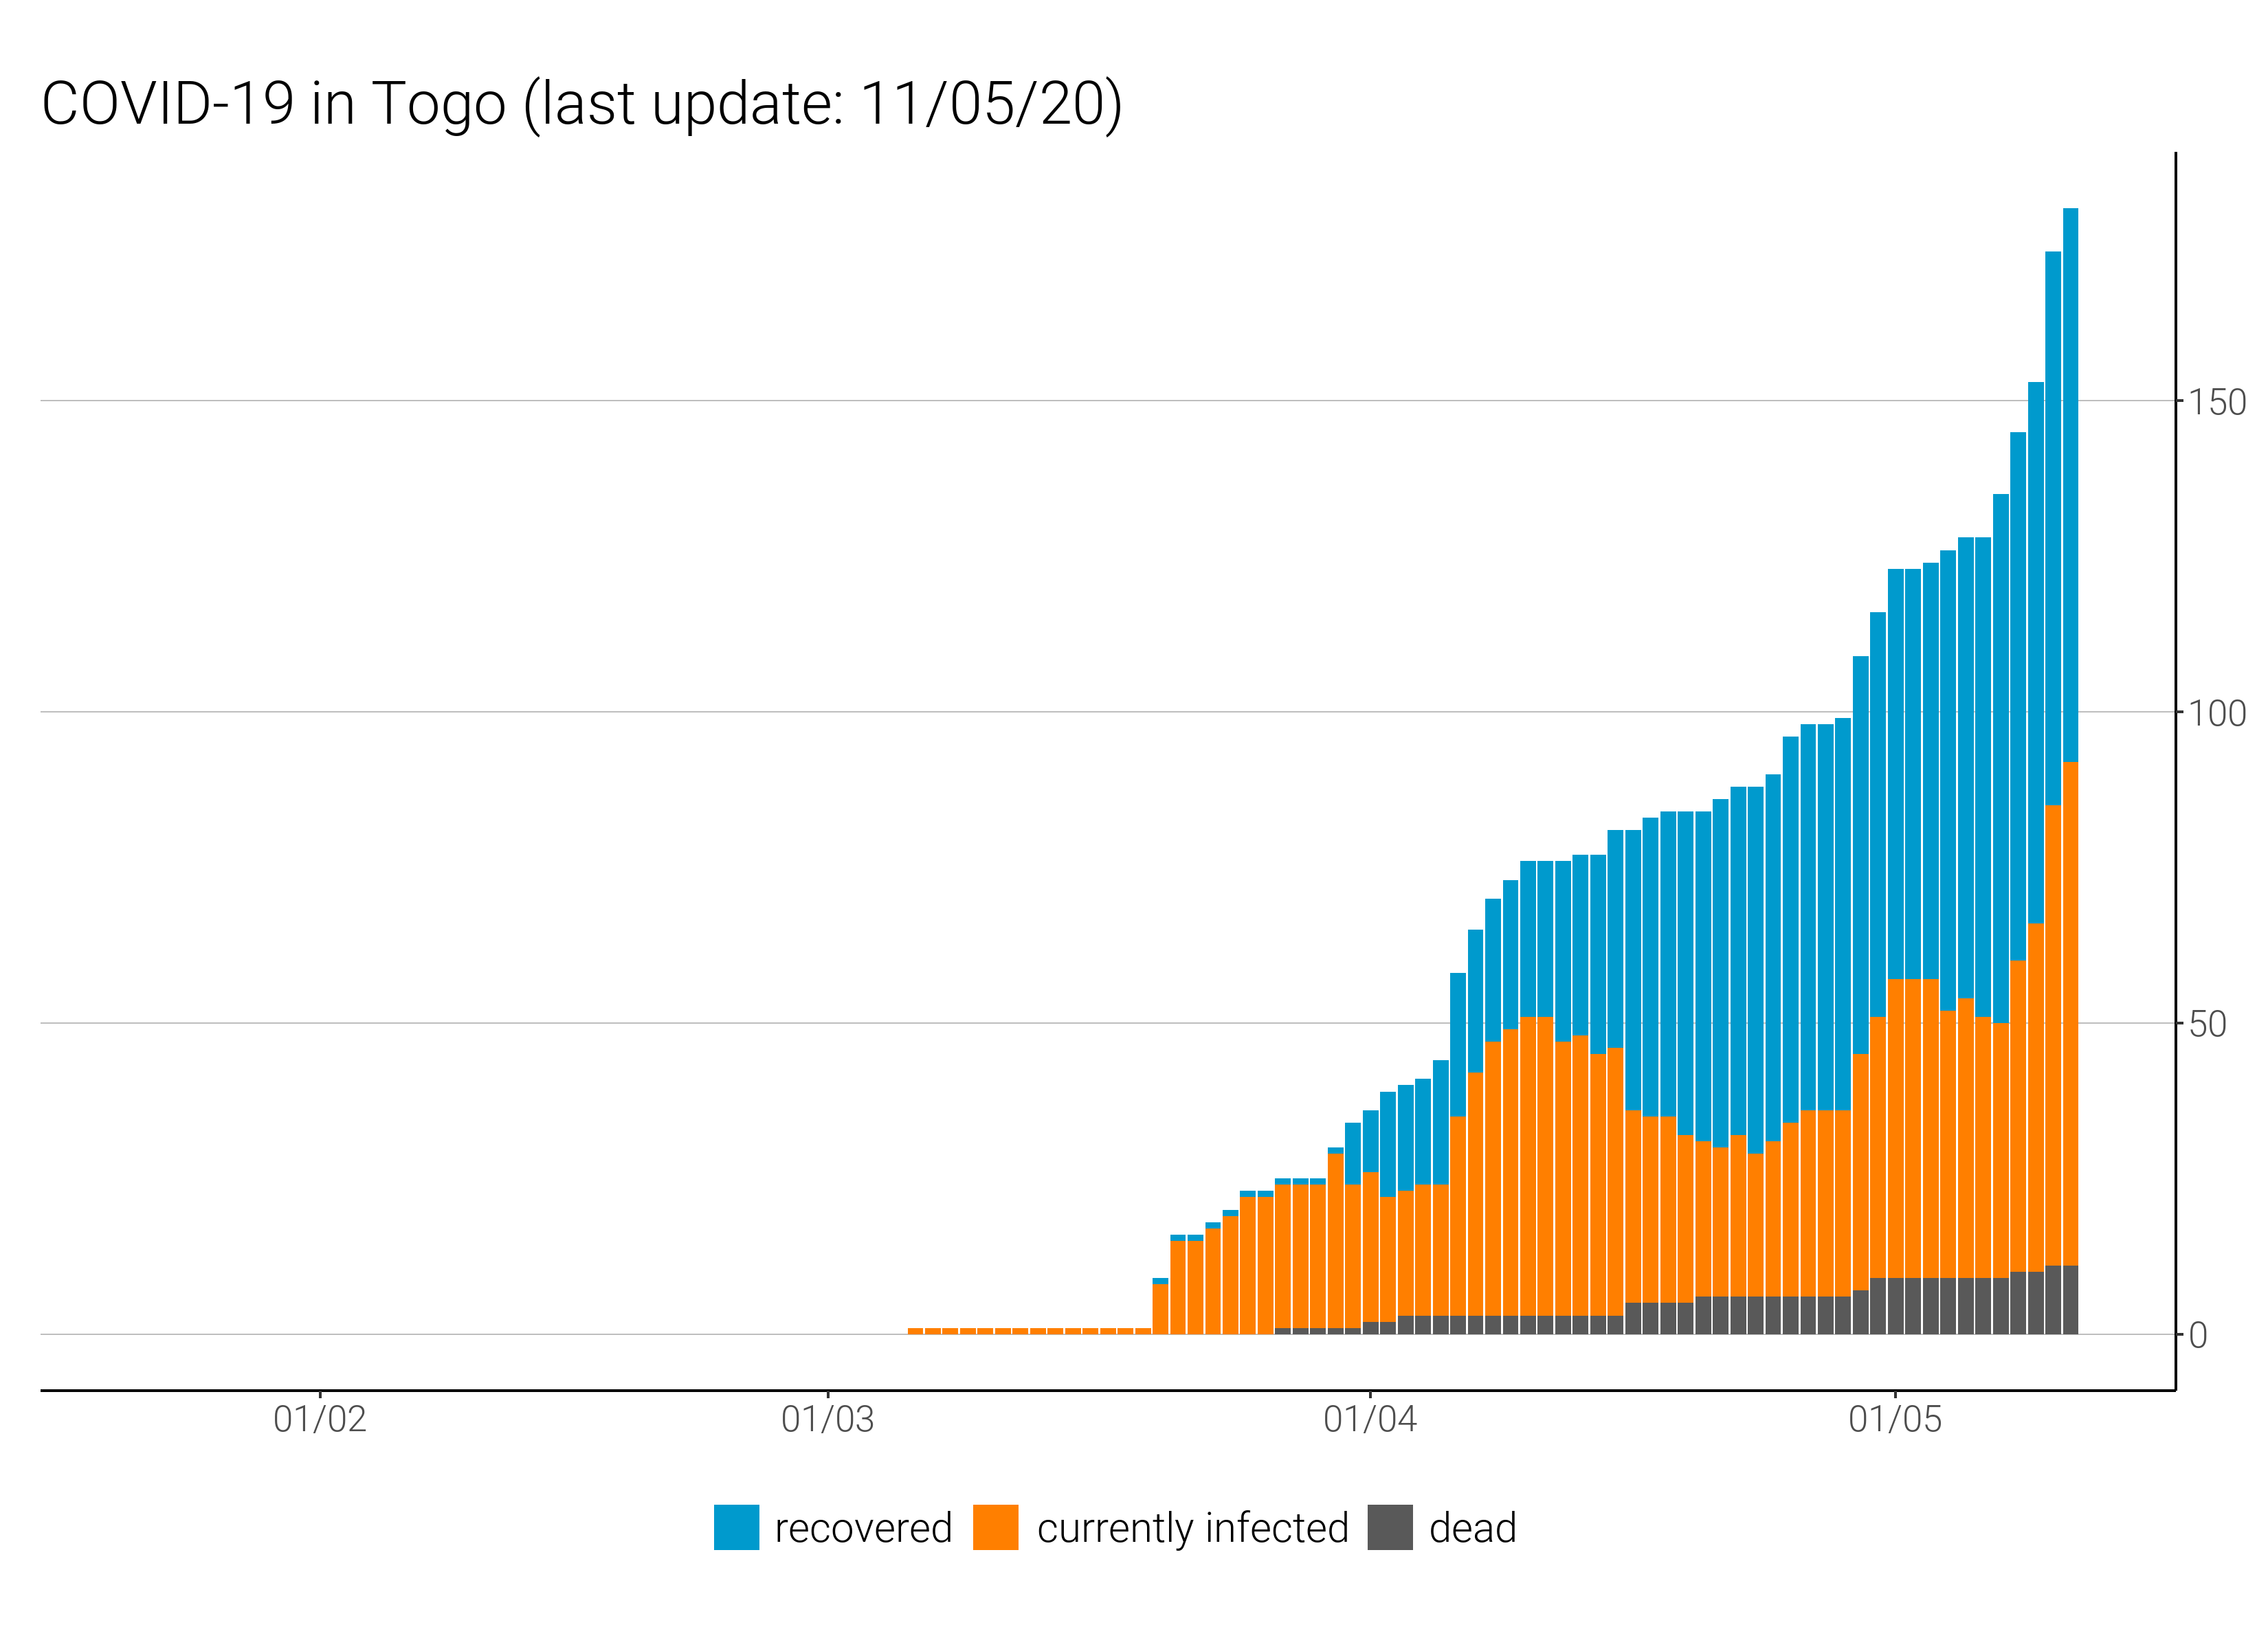 COVID-19 in Togo (last update: 11/05/20)
150
100
50
0
01/02 01/03 01/04 01/05
recovered currently infected dead